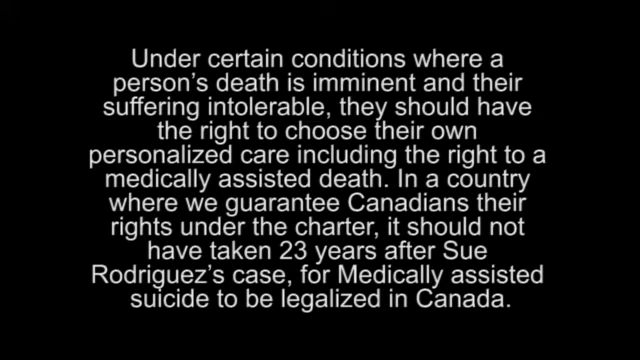 Under certain conditions where a
person's death is imminent and their
suffering intolerable, they should have
the right to choose their own
personalized care including the right to a
medically assisted death. In a country
where we guarantee Canadians their
rights under the charter, it should not
have taken 23 years after Sue
Rodriguez's case, for Medically assisted
suicide to be legalized in Canada.